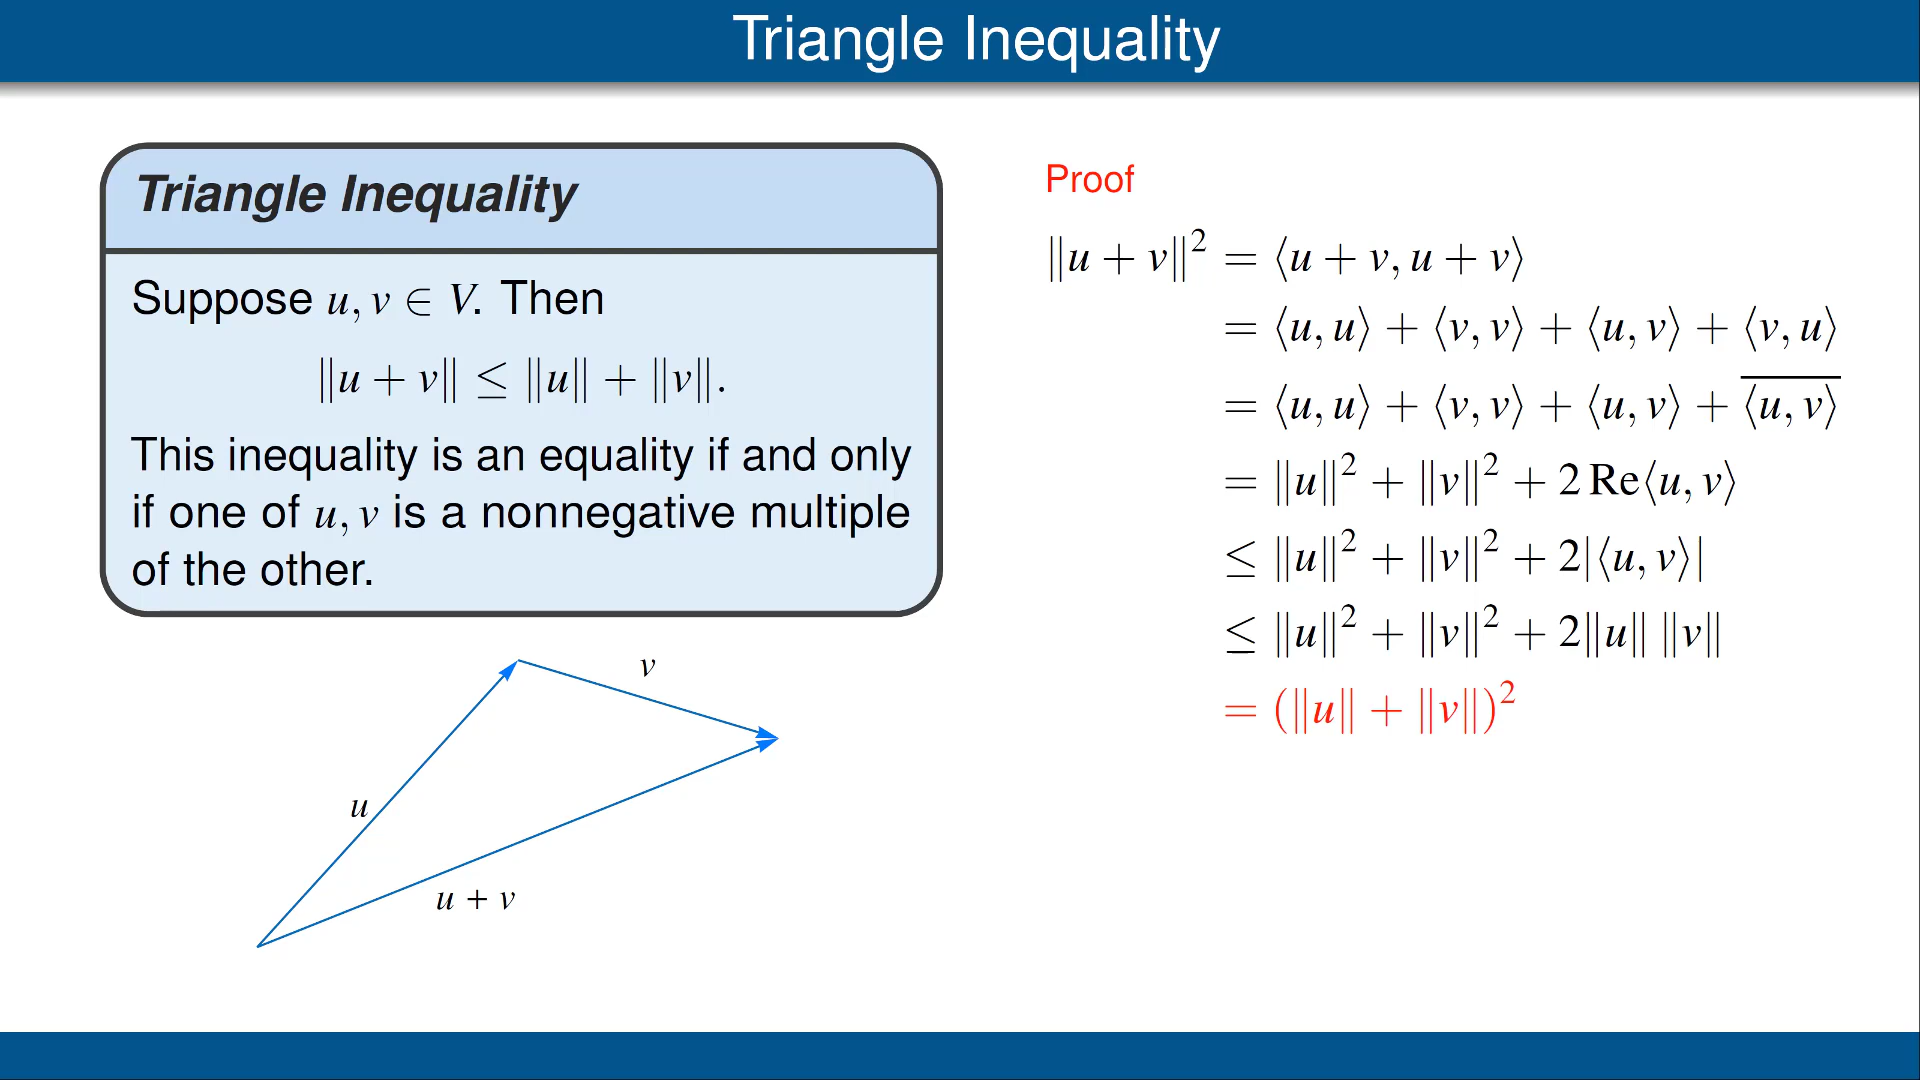 Triangle Inequality
Triangle Inequality
Suppose u, v ∈ V. Then
‖u + v‖ ≤ ‖u‖ + ‖v‖.
This inequality is an equality if and only
if one of u, v is a nonnegative multiple
of the other.
v
u
u + v
Proof
‖u + v‖² = ⟨u + v, u + v⟩
= ⟨u, u⟩ + ⟨v, v⟩ + ⟨u, v⟩ + ⟨v, u⟩
= ⟨u, u⟩ + ⟨v, v⟩ + ⟨u, v⟩ + \overline{⟨u, v⟩}
= ‖u‖² + ‖v‖² + 2 Re⟨u, v⟩
≤ ‖u‖² + ‖v‖² + 2|⟨u, v⟩|
≤ ‖u‖² + ‖v‖² + 2‖u‖ ‖v‖
= (‖u‖ + ‖v‖)²